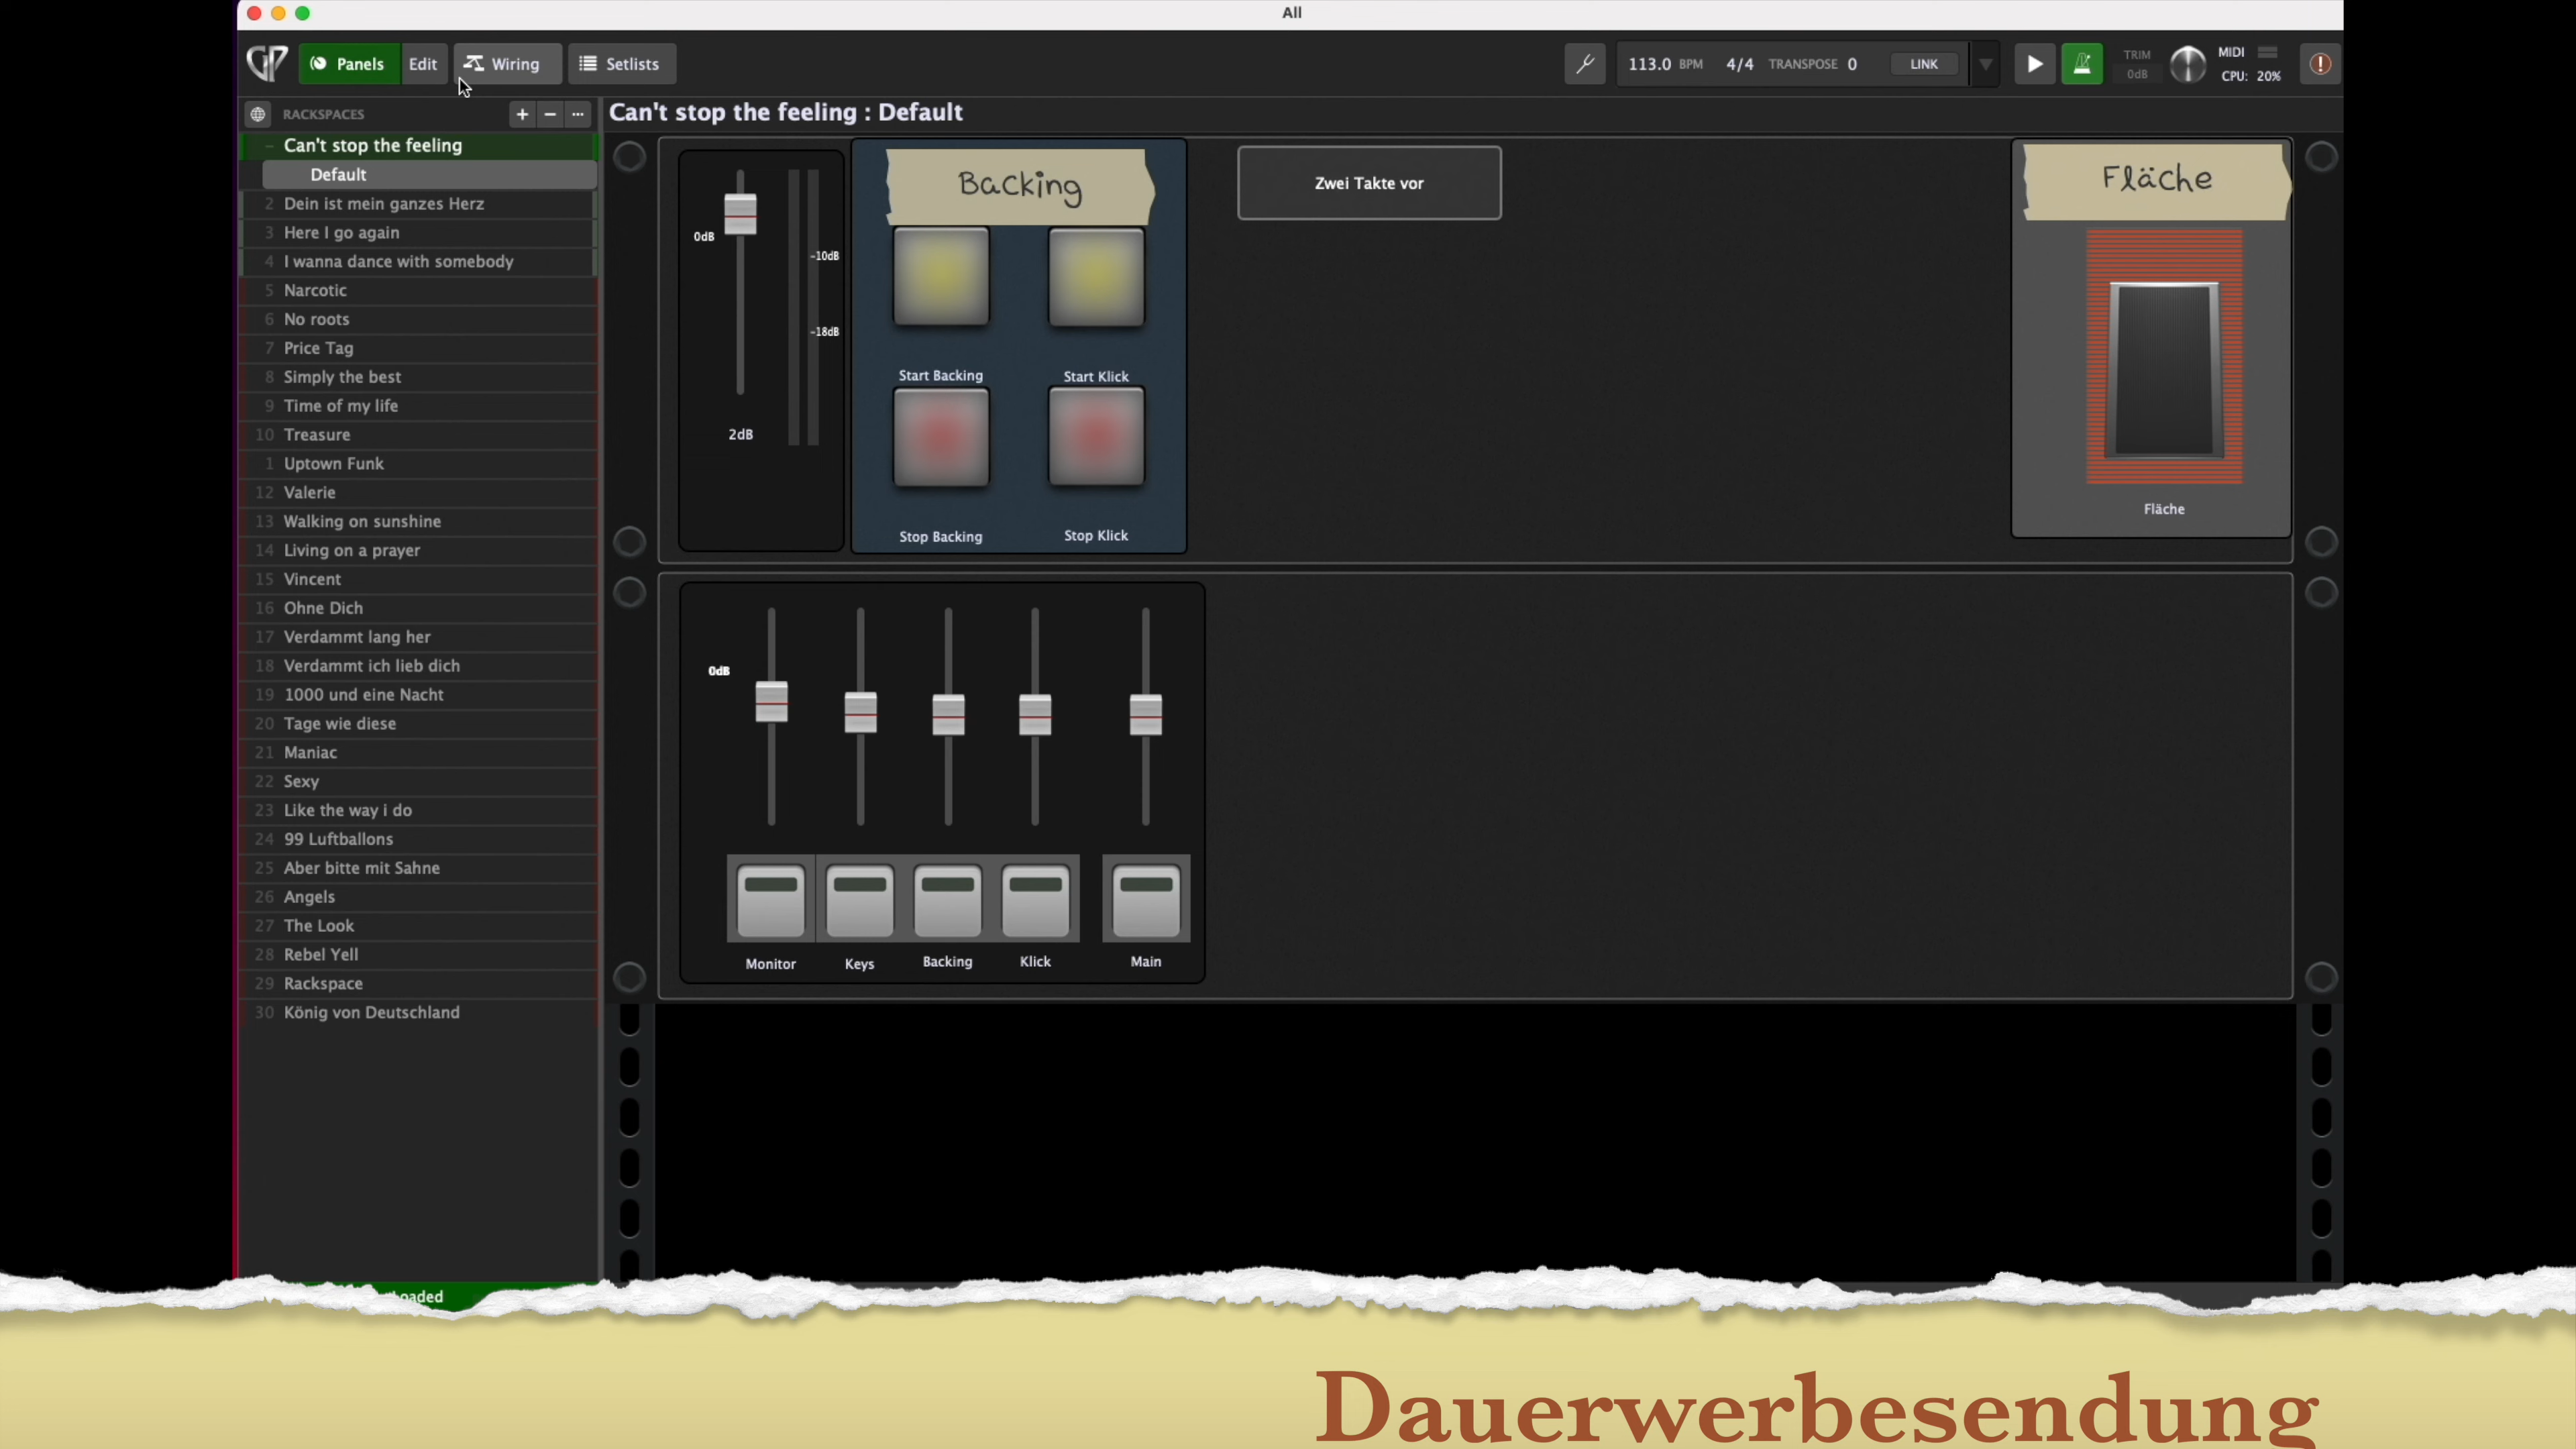 All
GP
Panels
Edit
Wiring
Setlists
113.0 BPM 4/4 TRANSPOSE 0
LINK
TRIM
0dB
MIDI
CPU: 20%
RACKSPACES
Can't stop the feeling : Default
Can't stop the feeling
Default
2 Dein ist mein ganzes Herz
3 Here I go again
4 I wanna dance with somebody
5 Narcotic
6 No roots
7 Price Tag
8 Simply the best
9 Time of my life
10 Treasure
1 Uptown Funk
12 Valerie
13 Walking on sunshine
14 Living on a prayer
15 Vincent
16 Ohne Dich
17 Verdammt lang her
18 Verdammt ich lieb dich
19 1000 und eine Nacht
20 Tage wie diese
21 Maniac
22 Sexy
23 Like the way i do
24 99 Luftballons
25 Aber bitte mit Sahne
26 Angels
27 The Look
28 Rebel Yell
29 Rackspace
30 König von Deutschland
0dB
-10dB
-18dB
2dB
Backing
Start Backing
Start Klick
Stop Backing
Stop Klick
Zwei Takte vor
Fläche
Fläche
0dB
Monitor
Keys
Backing
Klick
Main
Dauerwerbesendung